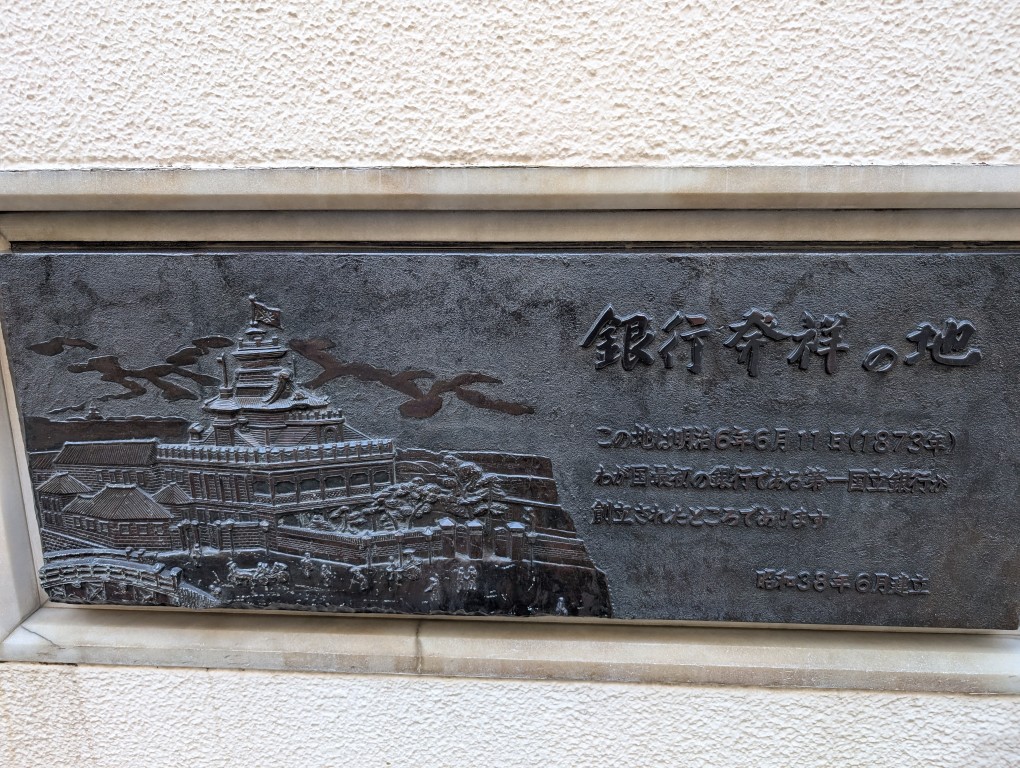 銀行発祥の地
この地は明治6年6月11日(1873年)
わが国最初の銀行である第一国立銀行が
創立されたところであります
昭和38年6月建立